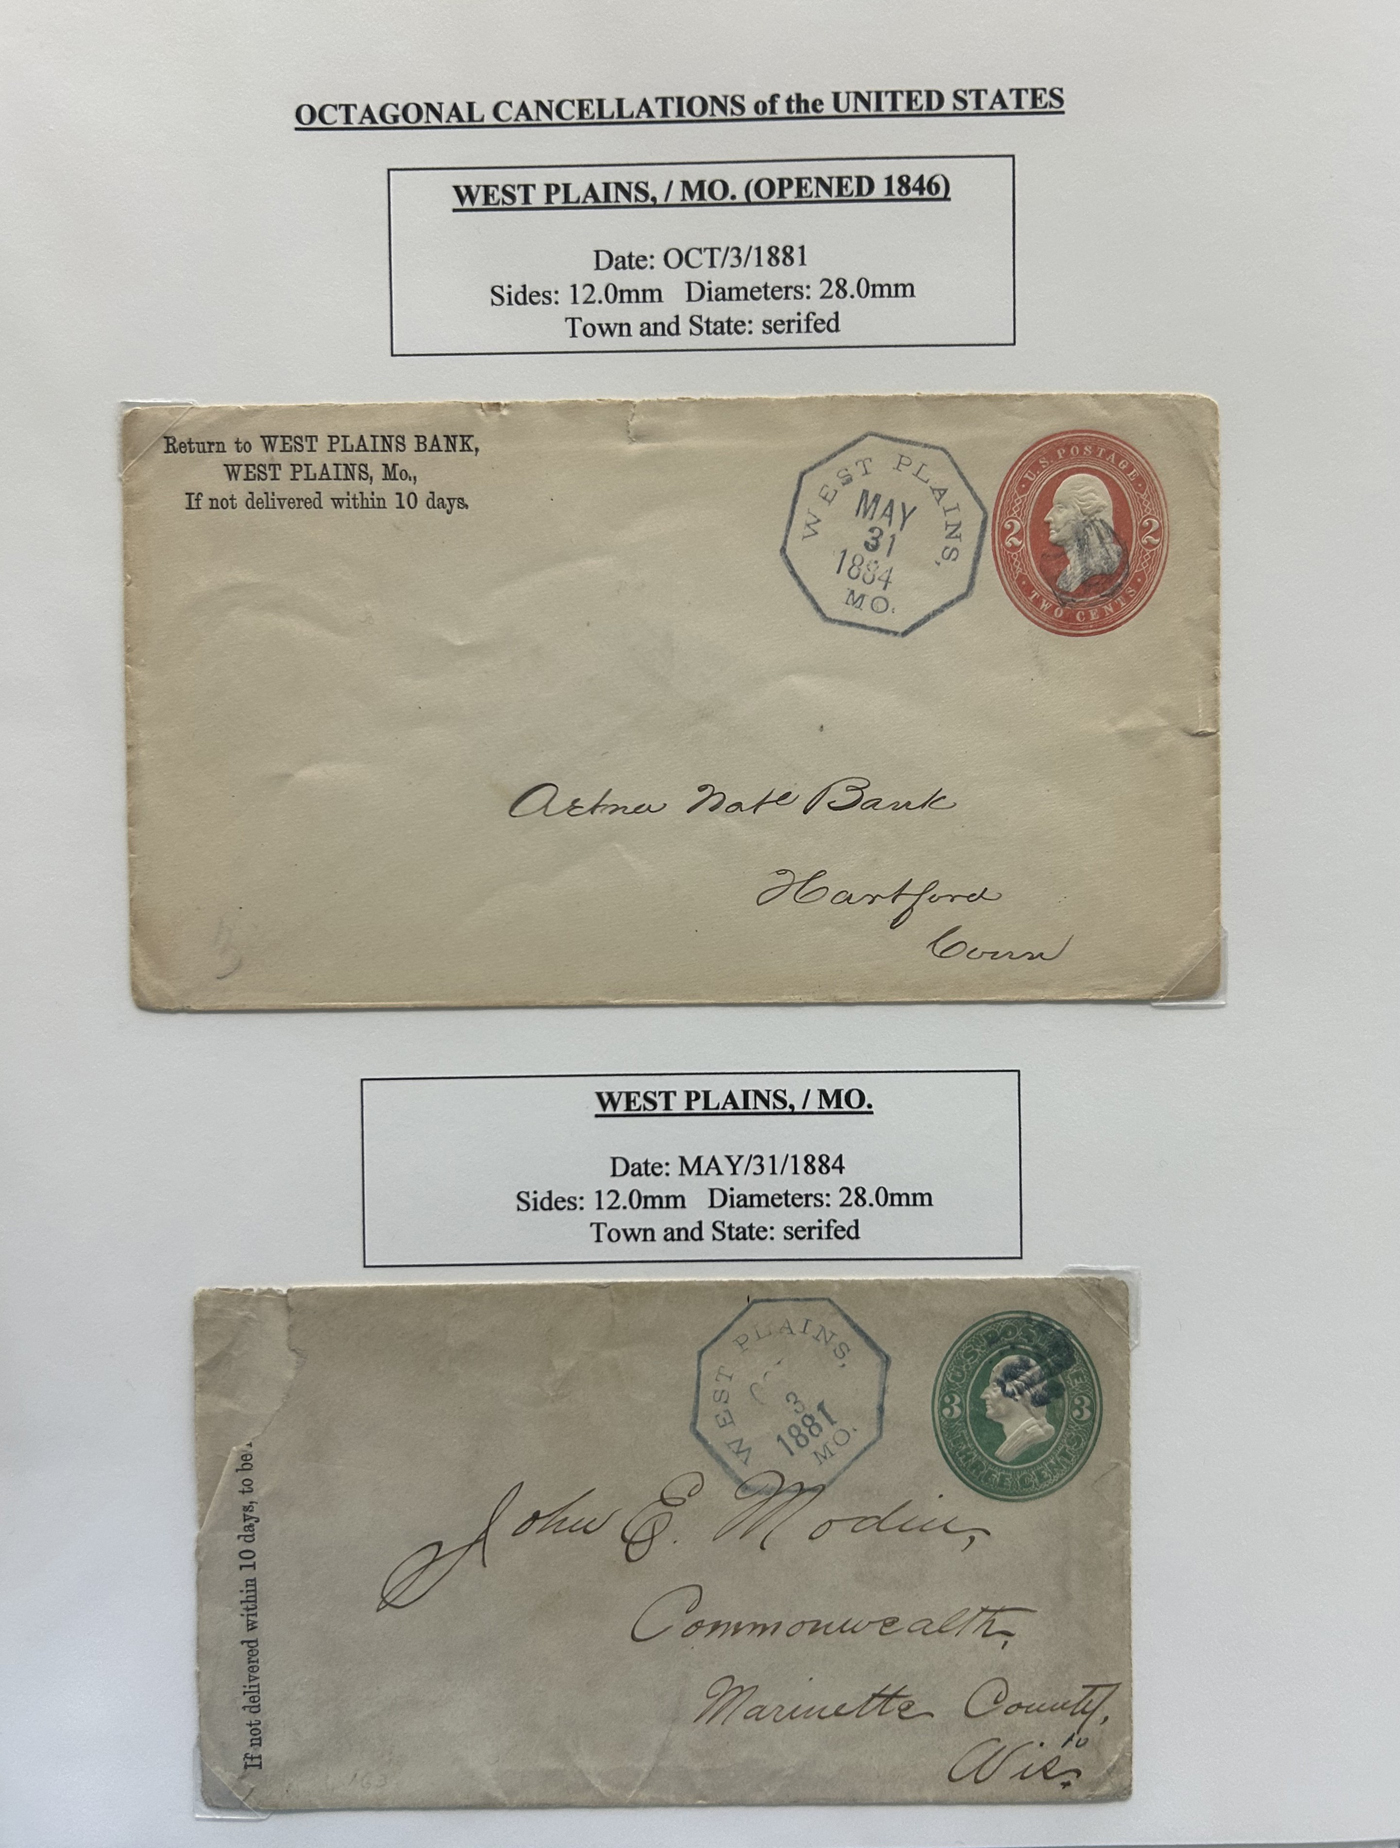 OCTAGONAL CANCELLATIONS of the UNITED STATES
WEST PLAINS, / MO. (OPENED 1846)
Date: OCT/3/1881
Sides: 12.0mm Diameters: 28.0mm
Town and State: serifed
Return to WEST PLAINS BANK,
WEST PLAINS, Mo.,
If not delivered within 10 days.
WEST PLAINS,
MAY
31
1884
MO.
U.S. POSTAGE
2 2
TWO CENTS
Aetna Natl Bank
Hartford
Conn
WEST PLAINS, / MO.
Date: MAY/31/1884
Sides: 12.0mm Diameters: 28.0mm
Town and State: serifed
WEST PLAINS,
3
1881
MO.
3 3
THREE CENTS
If not delivered within 10 days, to be
John E. Modin,
Commonwealth,
Marinette County,
Wis.